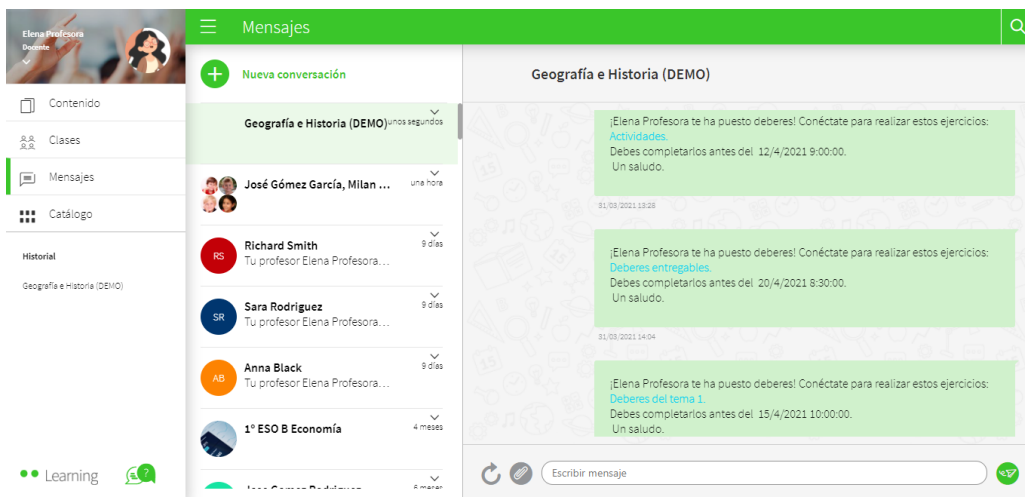 Elena Profesora
Docente
Contenido
Clases
Mensajes
Catálogo
Historial
Geografía e Historia (DEMO)
Learning
?
Mensajes
Nueva conversación
Geografía e Historia (DEMO) unos segundos
José Gómez García, Milan ... una hora
RS
Richard Smith 9 días
Tu profesor Elena Profesora...
SR
Sara Rodriguez 9 días
Tu profesor Elena Profesora...
AB
Anna Black 9 días
Tu profesor Elena Profesora...
1º ESO B Economía 4 meses
Geografía e Historia (DEMO)
¡Elena Profesora te ha puesto deberes! Conéctate para realizar estos ejercicios:
Actividades.
Debes completarlos antes del 12/4/2021 9:00:00.
Un saludo.
31/03/2021 13:28
¡Elena Profesora te ha puesto deberes! Conéctate para realizar estos ejercicios:
Deberes entregables.
Debes completarlos antes del 20/4/2021 8:30:00.
Un saludo.
31/03/2021 14:04
¡Elena Profesora te ha puesto deberes! Conéctate para realizar estos ejercicios:
Deberes del tema 1.
Debes completarlos antes del 15/4/2021 10:00:00.
Un saludo.
Escribir mensaje